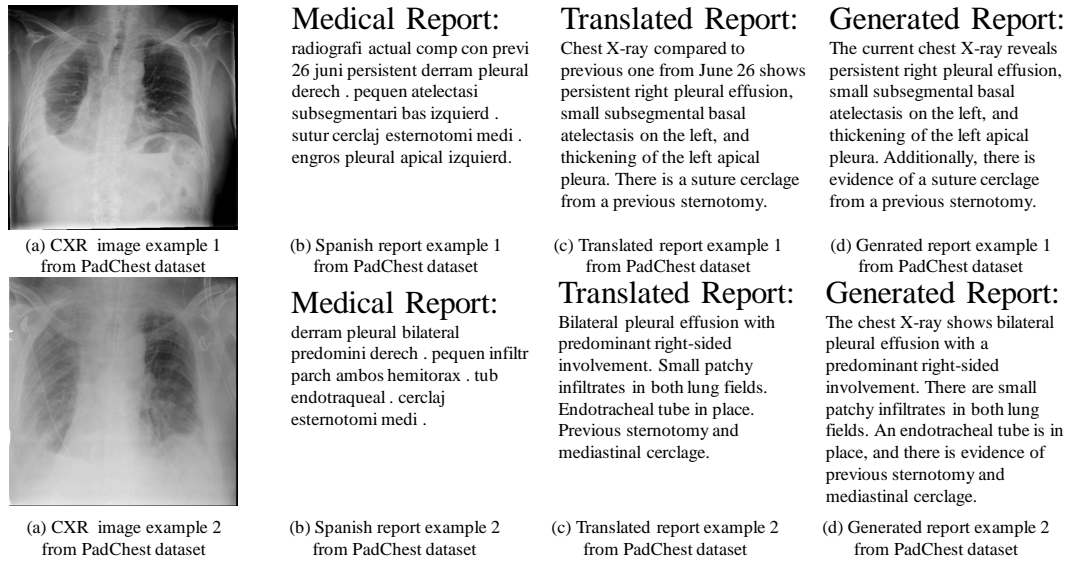 Medical Report:
radiografi actual comp con previ
26 juni persistent derram pleural
derech . pequen atelectasi
subsegmentari bas izquierd .
sutur cerclaj esternotomi medi .
engros pleural apical izquierd.
Translated Report:
Chest X-ray compared to
previous one from June 26 shows
persistent right pleural effusion,
small subsegmental basal
atelectasis on the left, and
thickening of the left apical
pleura. There is a suture cerclage
from a previous sternotomy.
Generated Report:
The current chest X-ray reveals
persistent right pleural effusion,
small subsegmental basal
atelectasis on the left, and
thickening of the left apical
pleura. Additionally, there is
evidence of a suture cerclage
from a previous sternotomy.
(a) CXR image example 1
from PadChest dataset
(b) Spanish report example 1
from PadChest dataset
(c) Translated report example 1
from PadChest dataset
(d) Genrated report example 1
from PadChest dataset
Medical Report:
derram pleural bilateral
predomini derech . pequen infiltr
parch ambos hemitorax . tub
endotraqueal . cerclaj
esternotomi medi .
Translated Report:
Bilateral pleural effusion with
predominant right-sided
involvement. Small patchy
infiltrates in both lung fields.
Endotracheal tube in place.
Previous sternotomy and
mediastinal cerclage.
Generated Report:
The chest X-ray shows bilateral
pleural effusion with a
predominant right-sided
involvement. There are small
patchy infiltrates in both lung
fields. An endotracheal tube is in
place, and there is evidence of
previous sternotomy and
mediastinal cerclage.
(a) CXR image example 2
from PadChest dataset
(b) Spanish report example 2
from PadChest dataset
(c) Translated report example 2
from PadChest dataset
(d) Generated report example 2
from PadChest dataset